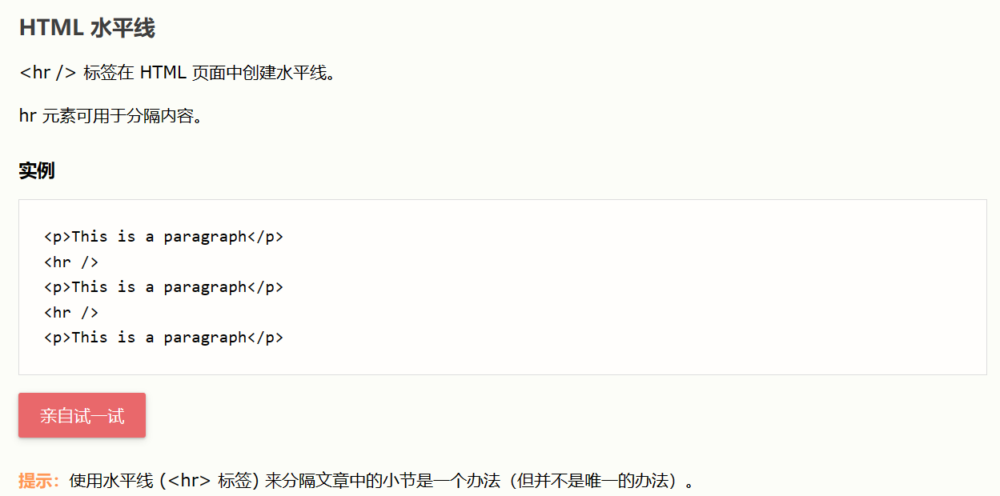 HTML 水平线
<hr /> 标签在 HTML 页面中创建水平线。
hr 元素可用于分隔内容。
实例
<p>This is a paragraph</p>
<hr />
<p>This is a paragraph</p>
<hr />
<p>This is a paragraph</p>
亲自试一试
提示：使用水平线 (<hr> 标签) 来分隔文章中的小节是一个办法（但并不是唯一的办法）。